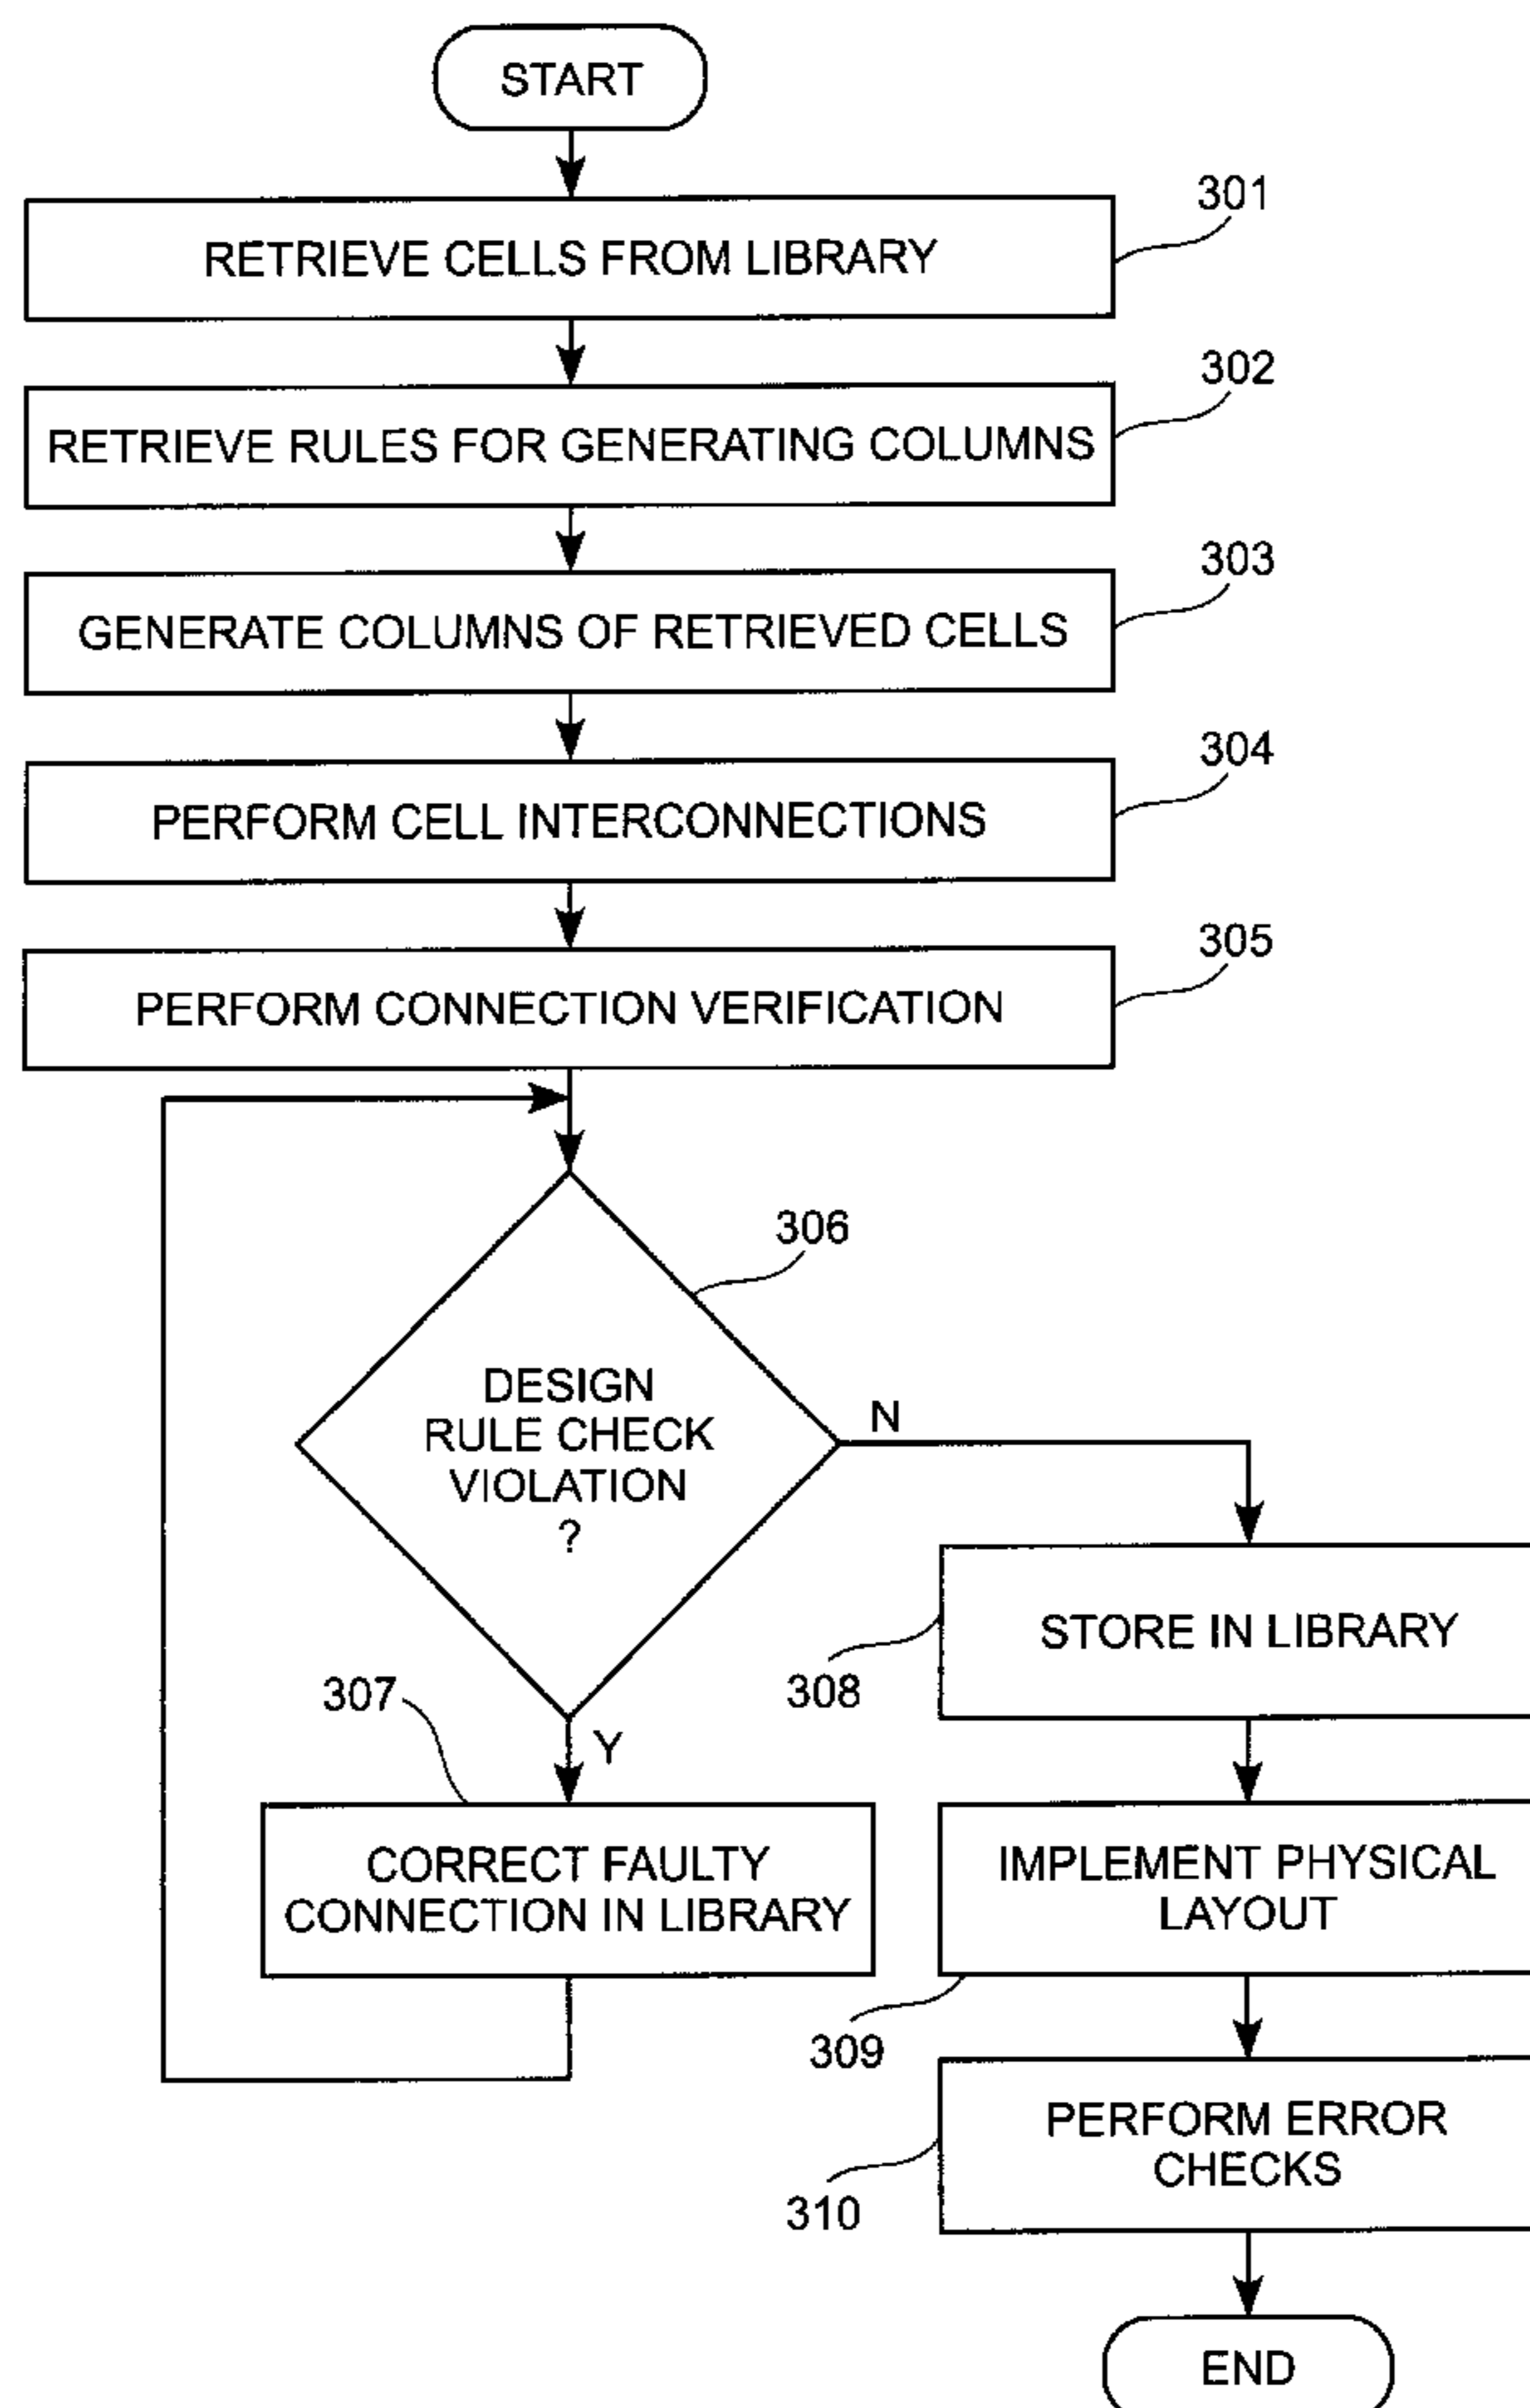 START
301
RETRIEVE CELLS FROM LIBRARY
302
RETRIEVE RULES FOR GENERATING COLUMNS
303
GENERATE COLUMNS OF RETRIEVED CELLS
304
PERFORM CELL INTERCONNECTIONS
305
PERFORM CONNECTION VERIFICATION
306
DESIGN
RULE CHECK
VIOLATION
?
N
Y
307
CORRECT FAULTY
CONNECTION IN LIBRARY
STORE IN LIBRARY
308
IMPLEMENT PHYSICAL
LAYOUT
309
PERFORM ERROR
CHECKS
310
END